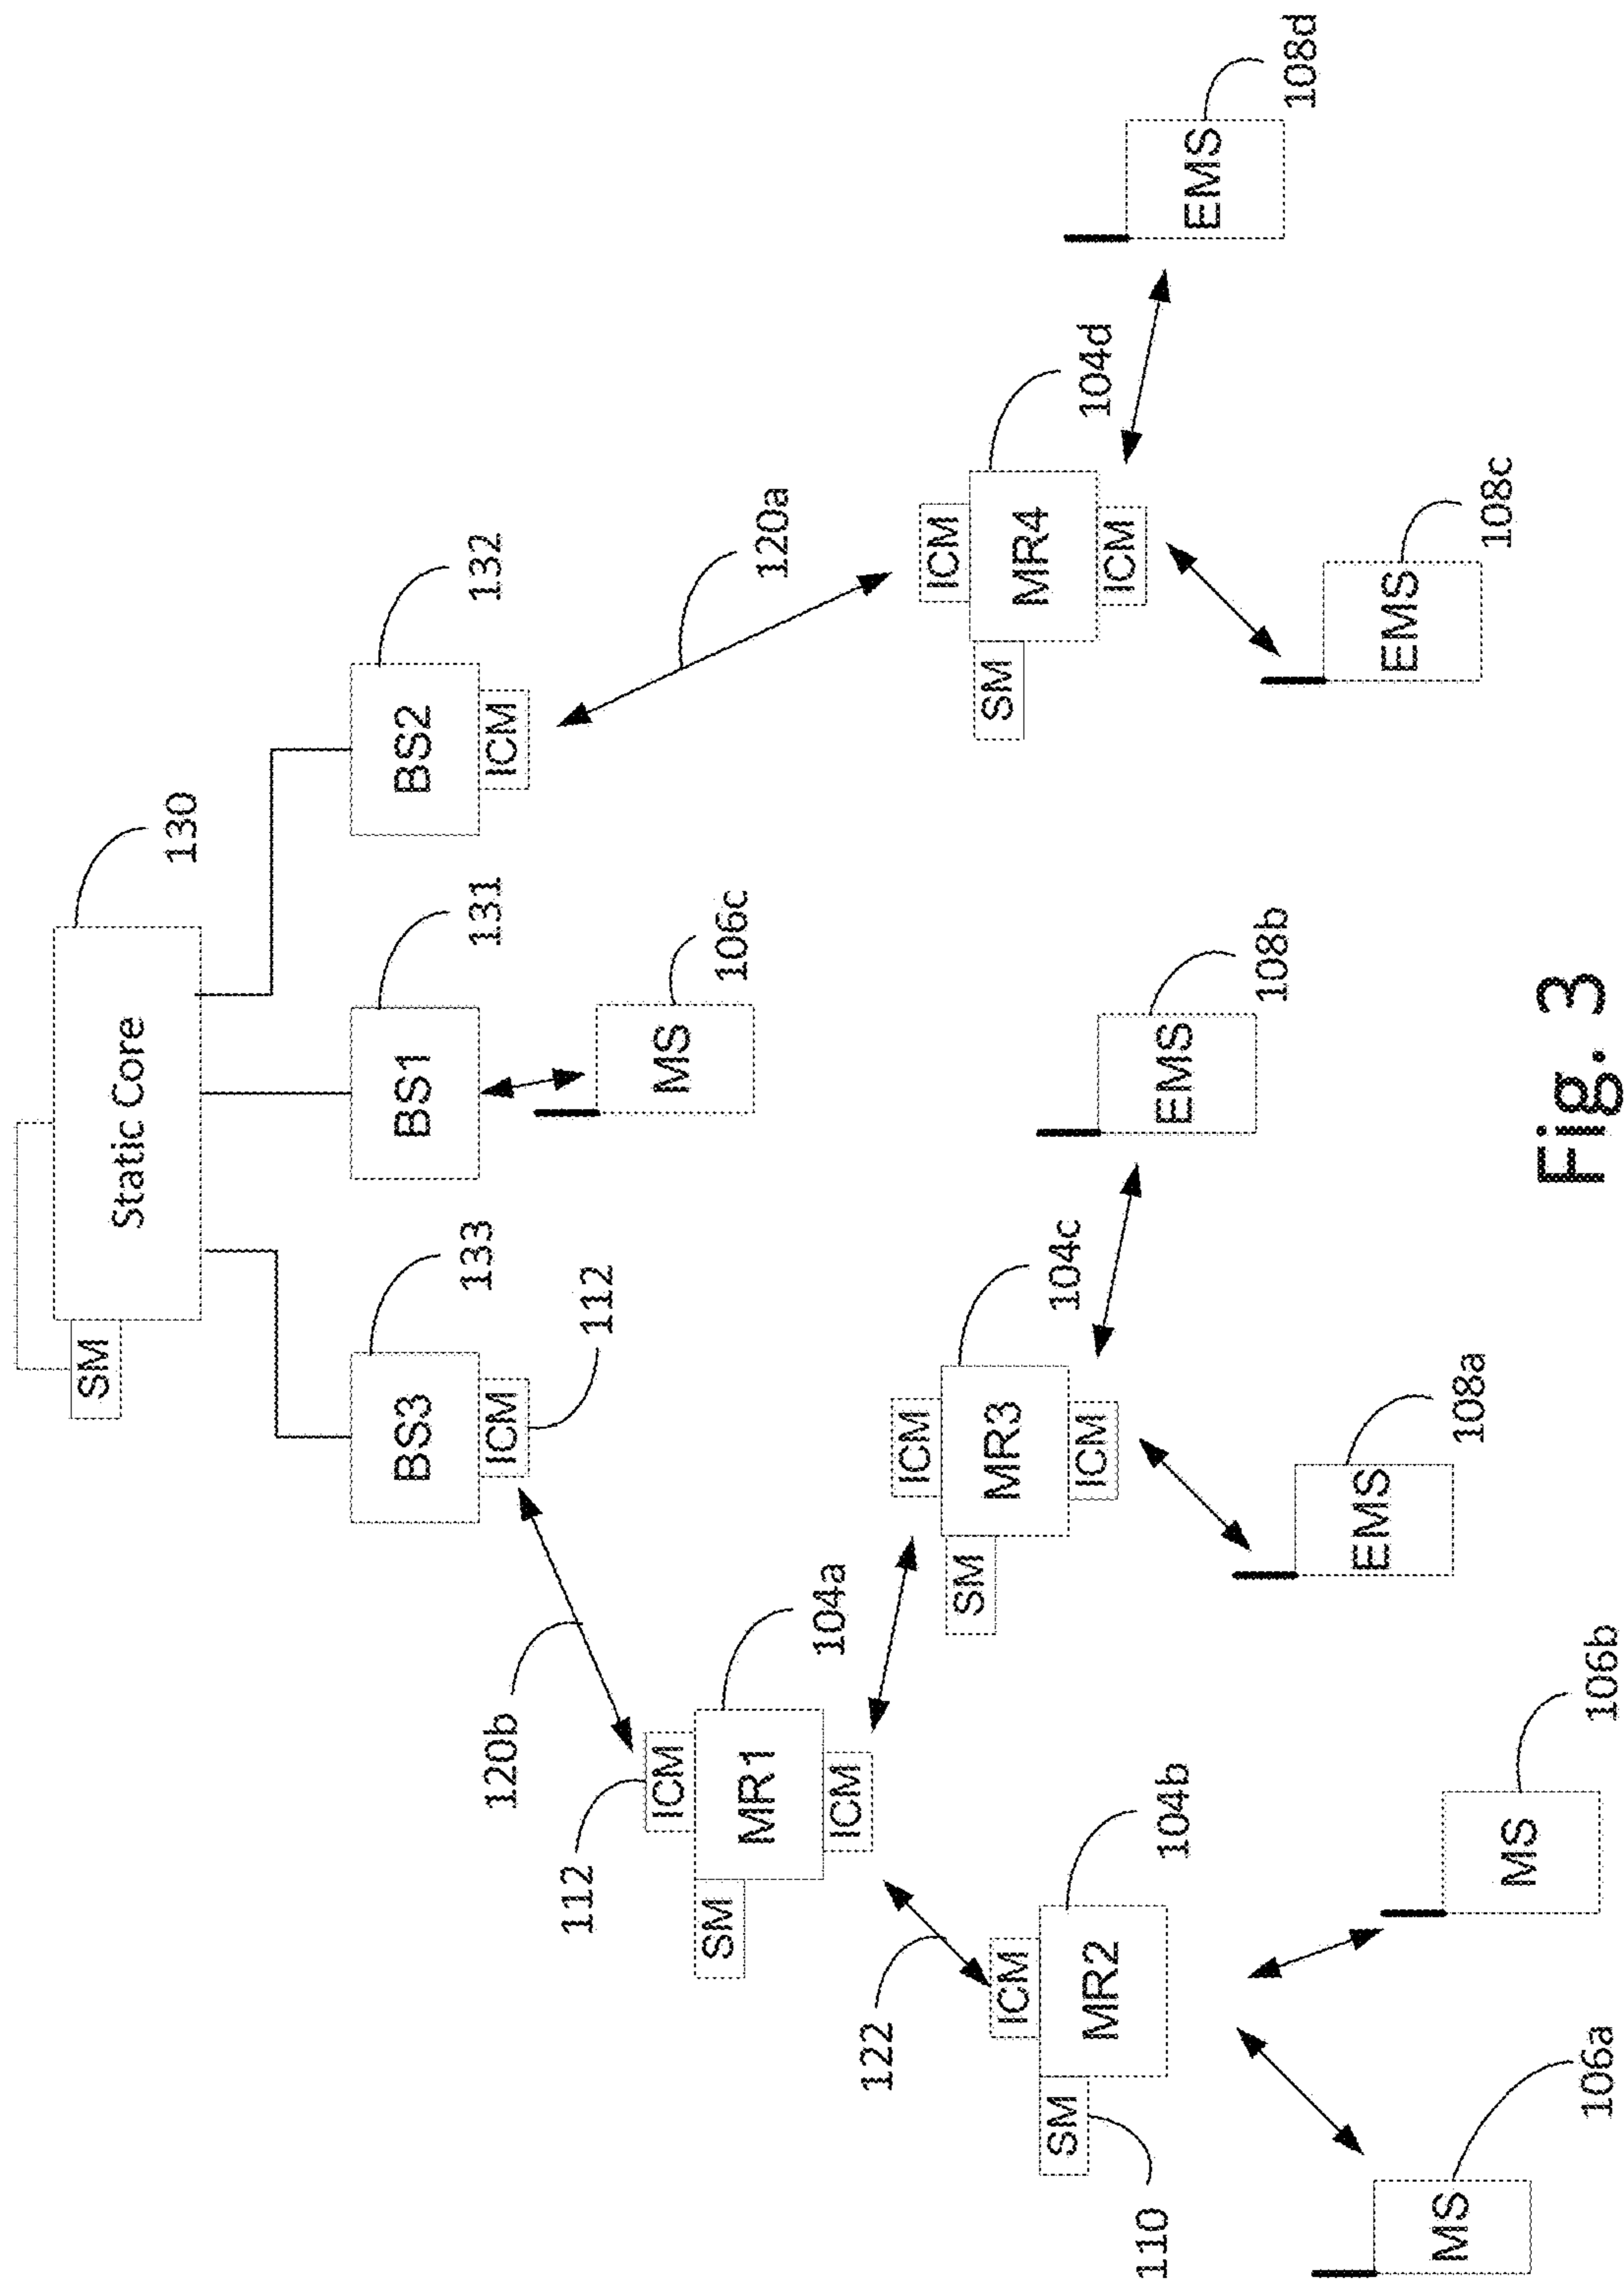 SM
Static Core
130
BS3
133
BS1
131
BS2
132
ICM
112
ICM
MS
106c
120b
120a
112
ICM
MR1
104a
SM
ICM
122
ICM
MR3
104c
SM
ICM
ICM
MR4
104d
SM
ICM
ICM
MR2
104b
SM
110
EMS
108b
EMS
108d
EMS
108a
EMS
108c
MS
106a
MS
106b
Fig. 3